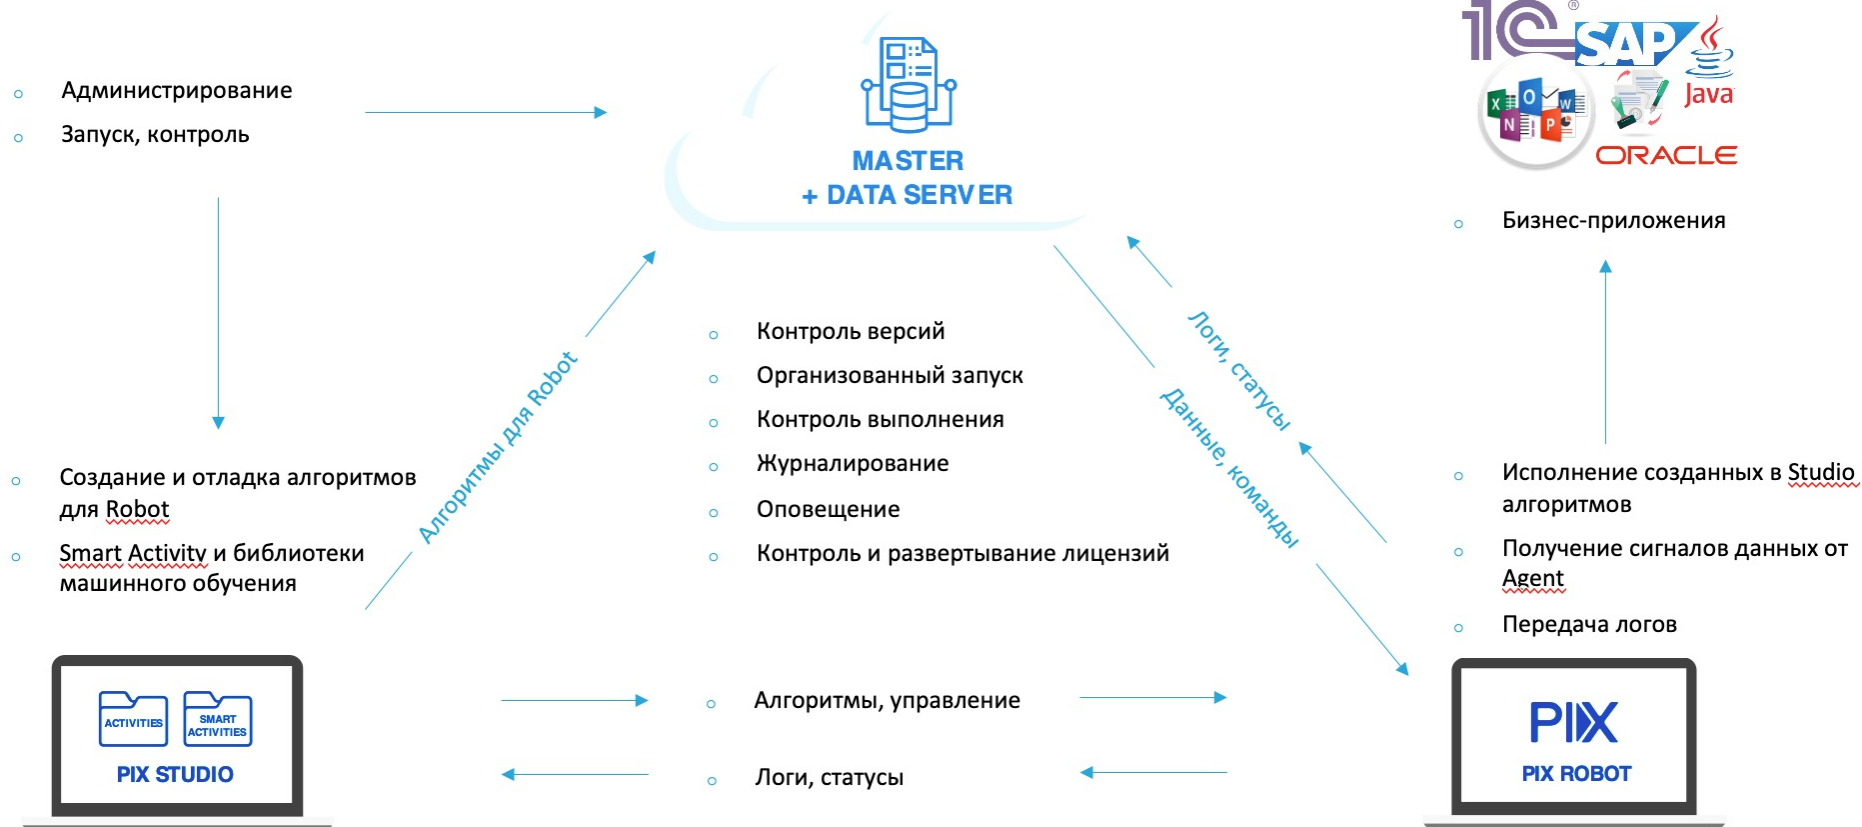 Администрирование
Запуск, контроль
MASTER
+ DATA SERVER
1C®
SAP
Java
X
O
W
N
P
ORACLE
Бизнес-приложения
Создание и отладка алгоритмов
для Robot
Smart Activity и библиотеки
машинного обучения
Алгоритмы для Robot
Контроль версий
Организованный запуск
Контроль выполнения
Журналирование
Оповещение
Контроль и развертывание лицензий
Логи, статусы
Данные, команды
Исполнение созданных в Studio
алгоритмов
Получение сигналов данных от
Agent
Передача логов
ACTIVITIES
SMART
ACTIVITIES
PIX STUDIO
Алгоритмы, управление
Логи, статусы
PIX
PIX ROBOT